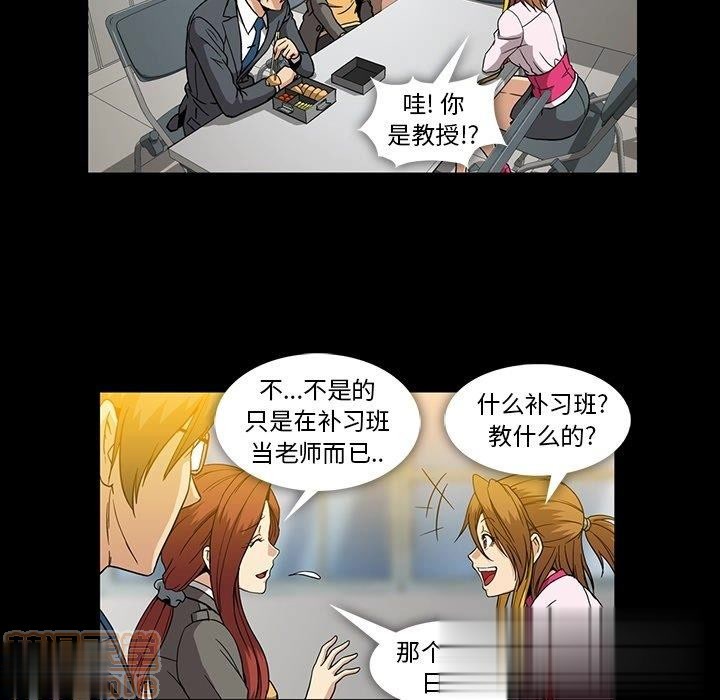 哇! 你
是教授!?
不...不是的
只是在补习班
当老师而已..
什么补习班?
教什么的?
那个